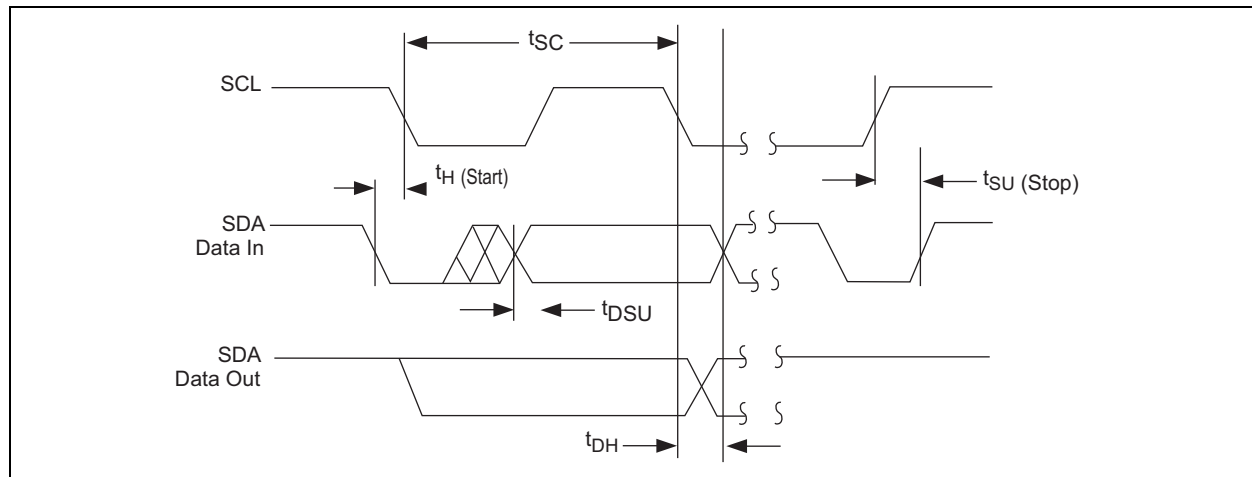 tSC
SCL
tH (Start)
tSU (Stop)
SDA
Data In
tDSU
SDA
Data Out
tDH